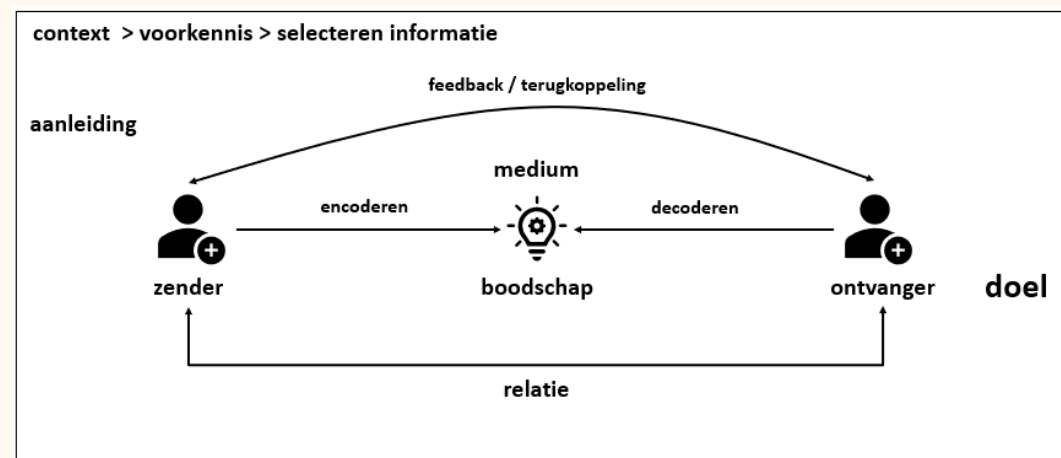 context > voorkennis > selecteren informatie
feedback / terugkoppeling
aanleiding
medium
encoderen
decoderen
zender
boodschap
ontvanger
doel
relatie